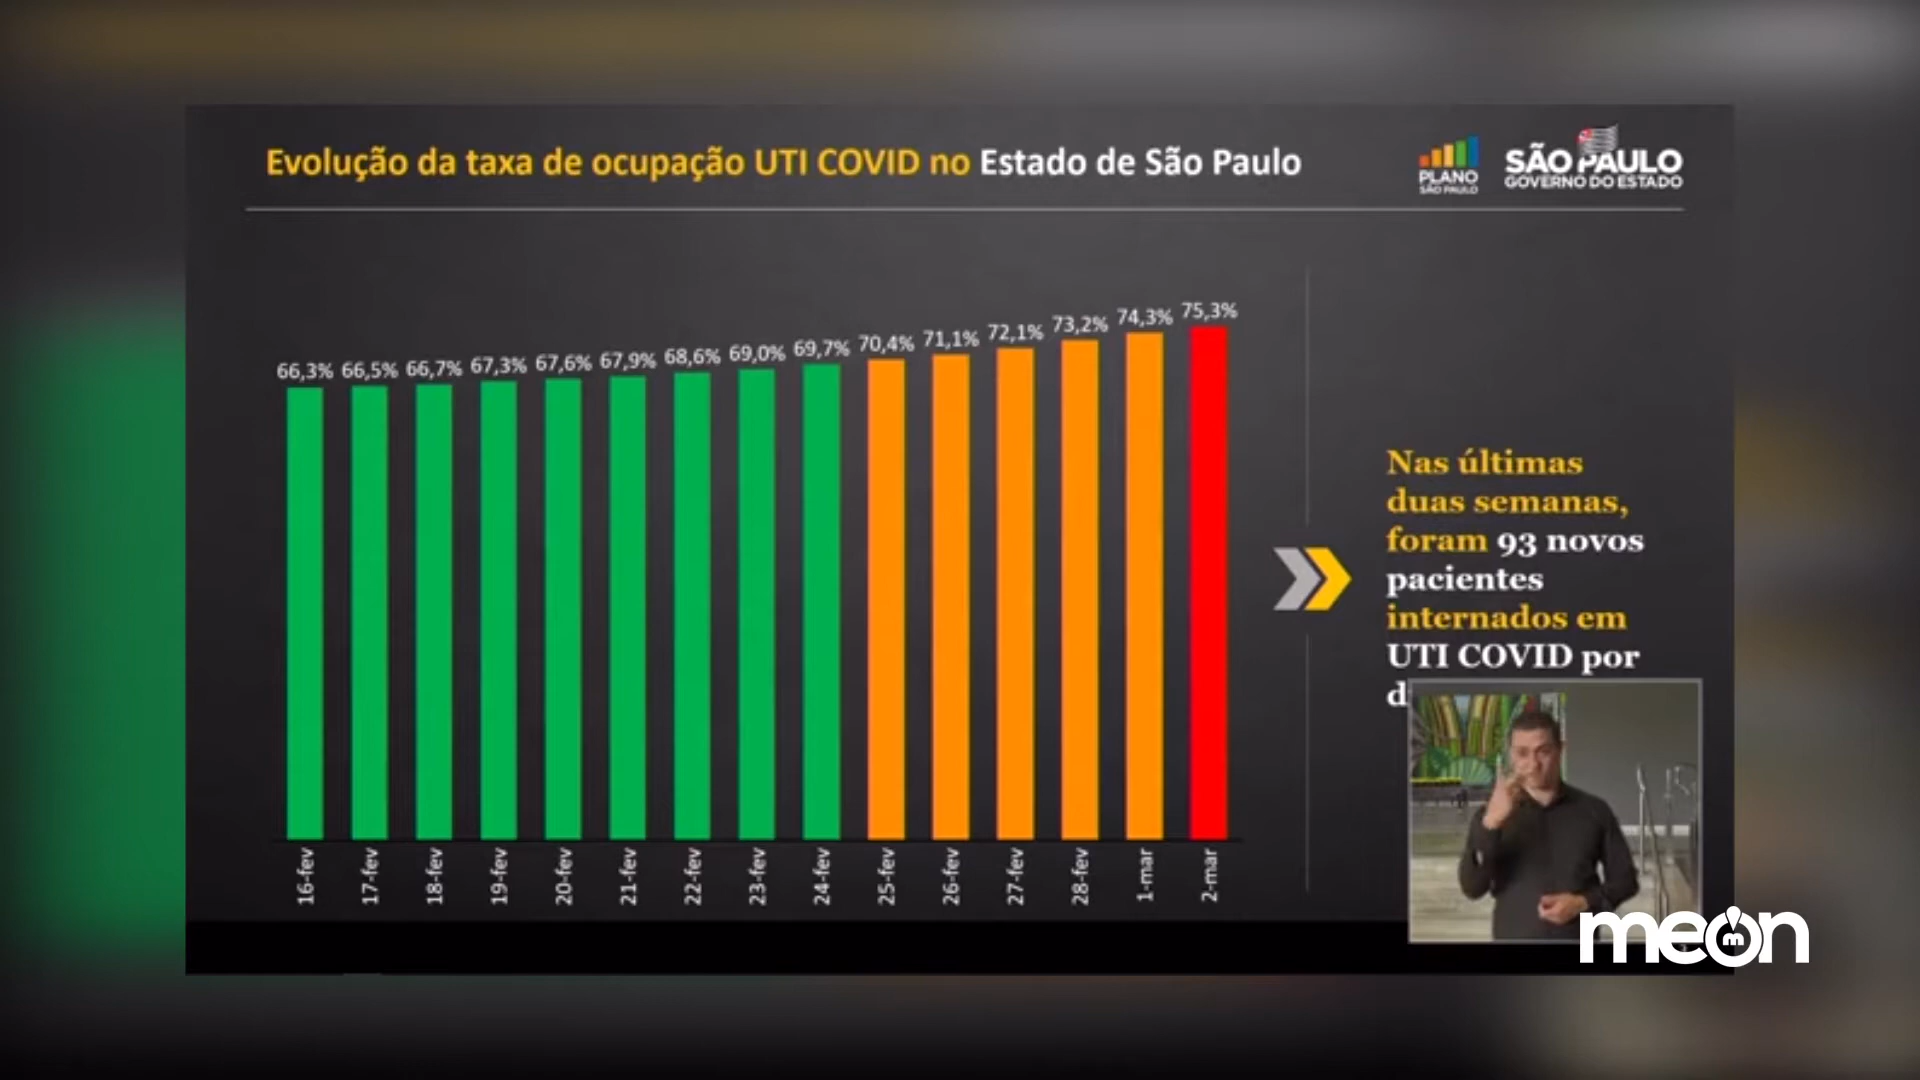 Evolução da taxa de ocupação UTI COVID no Estado de São Paulo
PLANO
SÃO PAULO
SÃO PAULO
GOVERNO DO ESTADO
66,3% 66,5% 66,7% 67,3% 67,6% 67,9% 68,6% 69,0% 69,7% 70,4% 71,1% 72,1% 73,2% 74,3% 75,3%
16-fev 17-fev 18-fev 19-fev 20-fev 21-fev 22-fev 23-fev 24-fev 25-fev 26-fev 27-fev 28-fev 1-mar 2-mar
Nas últimas
duas semanas,
foram 93 novos
pacientes
internados em
UTI COVID por
meon